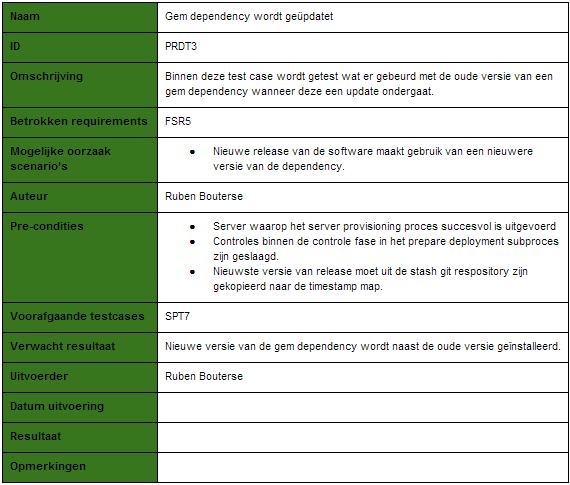 Naam
Gem dependency wordt geüpdatet
ID
PRDT3
Omschrijving
Binnen deze test case wordt getest wat er gebeurd met de oude versie van een
gem dependency wanneer deze een update ondergaat.
Betrokken requirements
FSR5
Mogelijke oorzaak
scenario's
● Nieuwe release van de software maakt gebruik van een nieuwere
versie van de dependency.
Auteur
Ruben Bouterse
Pre-condities
● Server waarop het server provisioning proces succesvol is uitgevoerd
● Controles binnen de controle fase in het prepare deployment subproces
zijn geslaagd.
● Nieuwste versie van release moet uit de stash git respository zijn
gekopieerd naar de timestamp map.
Voorafgaande testcases
SPT7
Verwacht resultaat
Nieuwe versie van de gem dependency wordt naast de oude versie geïnstalleerd.
Uitvoerder
Ruben Bouterse
Datum uitvoering
Resultaat
Opmerkingen